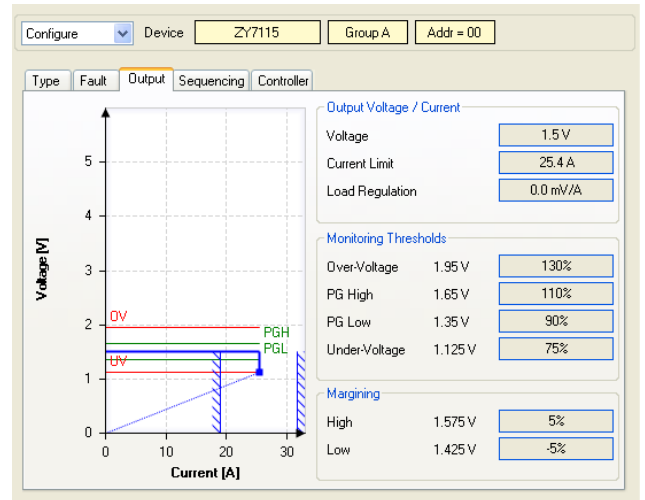 Configure Device ZY7115 Group A Addr = 00
Type Fault Output Sequencing Controller
Output Voltage / Current
Voltage 1.5 V
Current Limit 25.4 A
Load Regulation 0.0 mV/A
Monitoring Thresholds
Over-Voltage 1.95 V 130%
PG High 1.65 V 110%
PG Low 1.35 V 90%
Under-Voltage 1.125 V 75%
Margining
High 1.575 V 5%
Low 1.425 V -5%
Voltage [V]
5
4
3
2
1
0
OV
PGH
PGL
UV
0 10 20 30
Current [A]